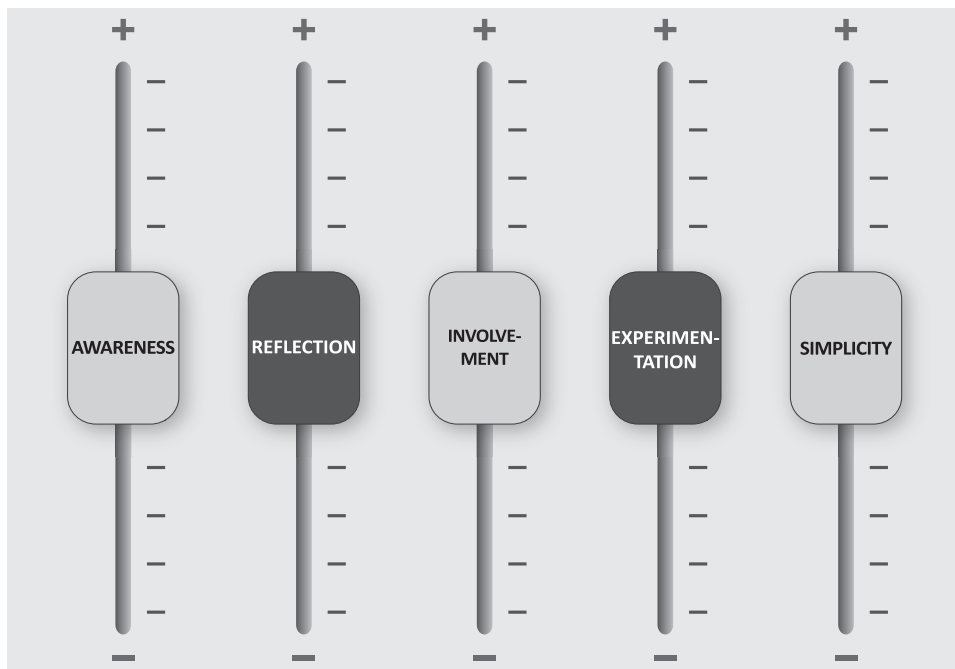 + + + + +
AWARENESS
REFLECTION
INVOLVE-
MENT
EXPERIMEN-
TATION
SIMPLICITY
– – – – –